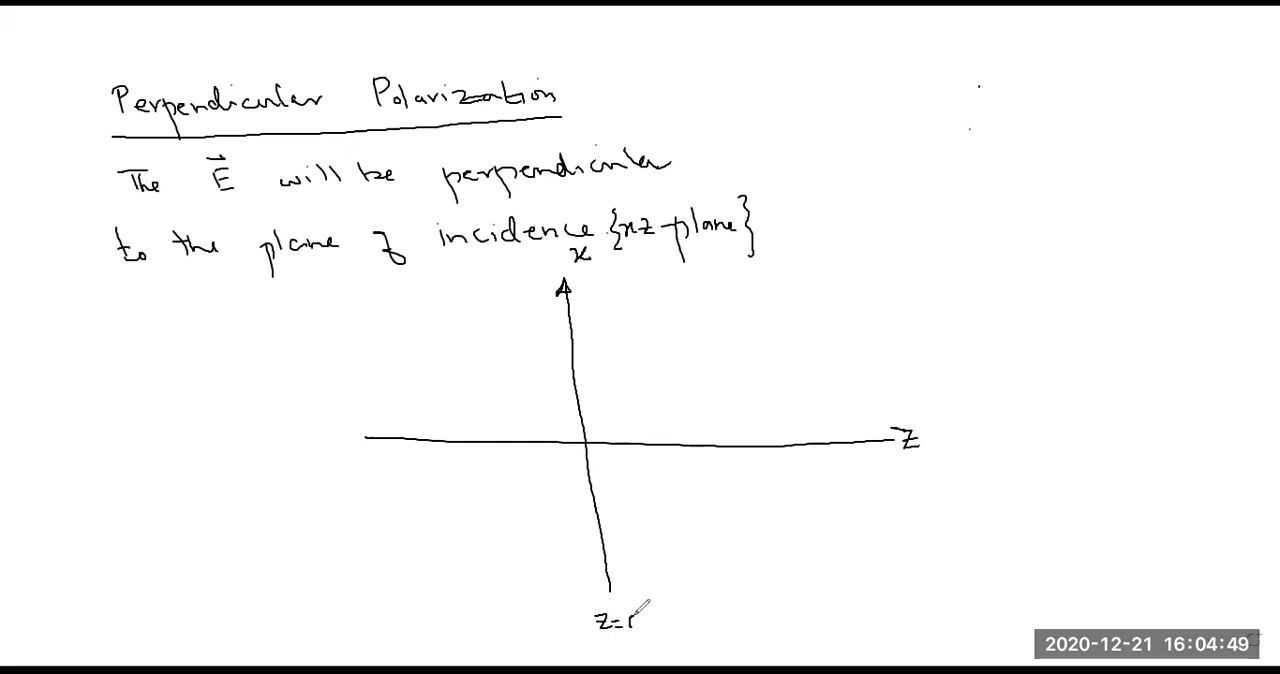 Perpendicular Polarization
The E will be perpendicular
to the plane of incidence {xz-plane}
x
z
z=
2020-12-21 16:04:49